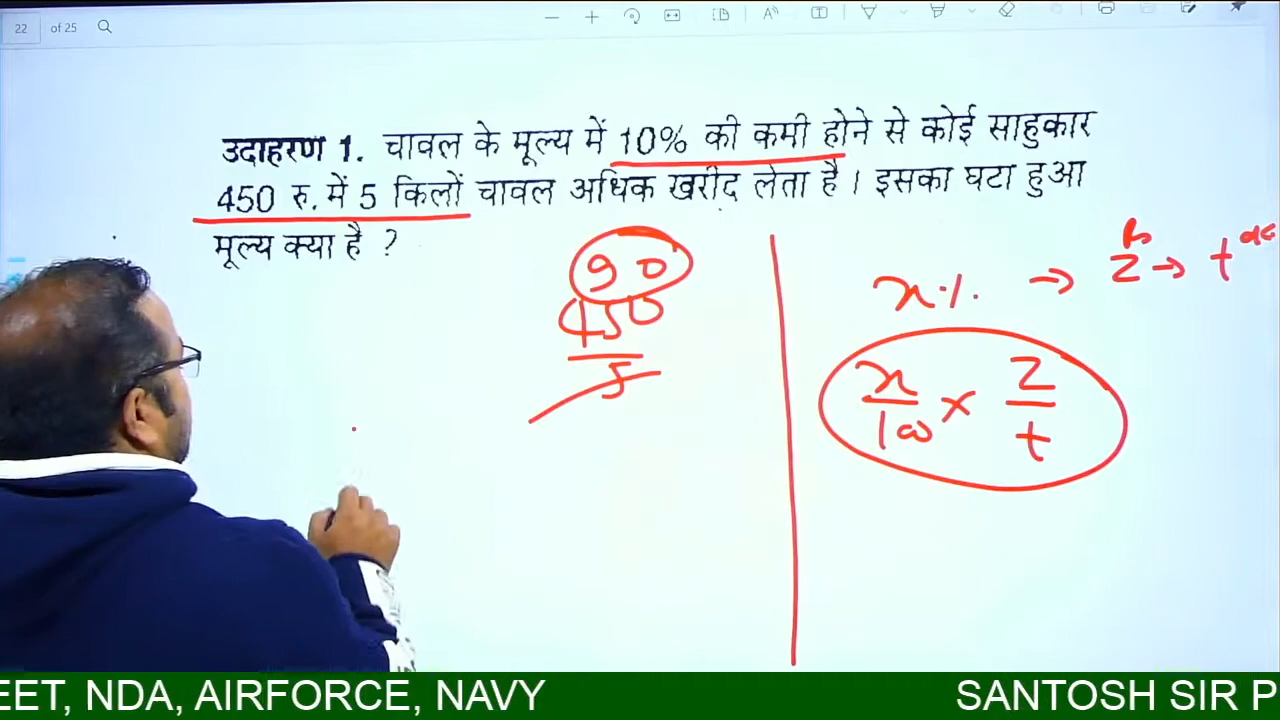 22 of 25
उदाहरण 1. चावल के मूल्य में 10% की कमी होने से कोई साहुकार
450 रु. में 5 किलों चावल अधिक खरीद लेता है। इसका घटा हुआ
मूल्य क्या है ?
90
450
5
x% → z → t
x/100 × z/t
EET, NDA, AIRFORCE, NAVY
SANTOSH SIR P